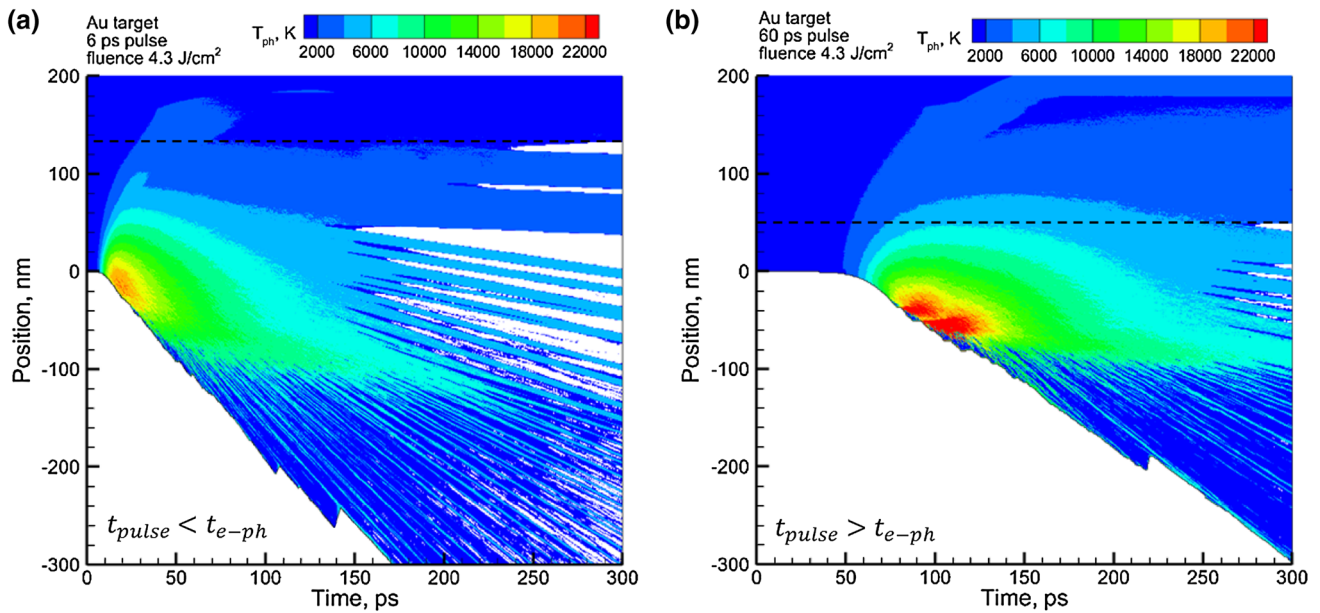 (a)
Au target
6 ps pulse
fluence 4.3 J/cm²
T_ph, K
2000 6000 10000 14000 18000 22000
200
100
0
-100
-200
-300
Position, nm
t_pulse < t_e−ph
0 50 100 150 200 250 300
Time, ps
(b)
Au target
60 ps pulse
fluence 4.3 J/cm²
T_ph, K
2000 6000 10000 14000 18000 22000
200
100
0
-100
-200
-300
Position, nm
t_pulse > t_e−ph
0 50 100 150 200 250 300
Time, ps